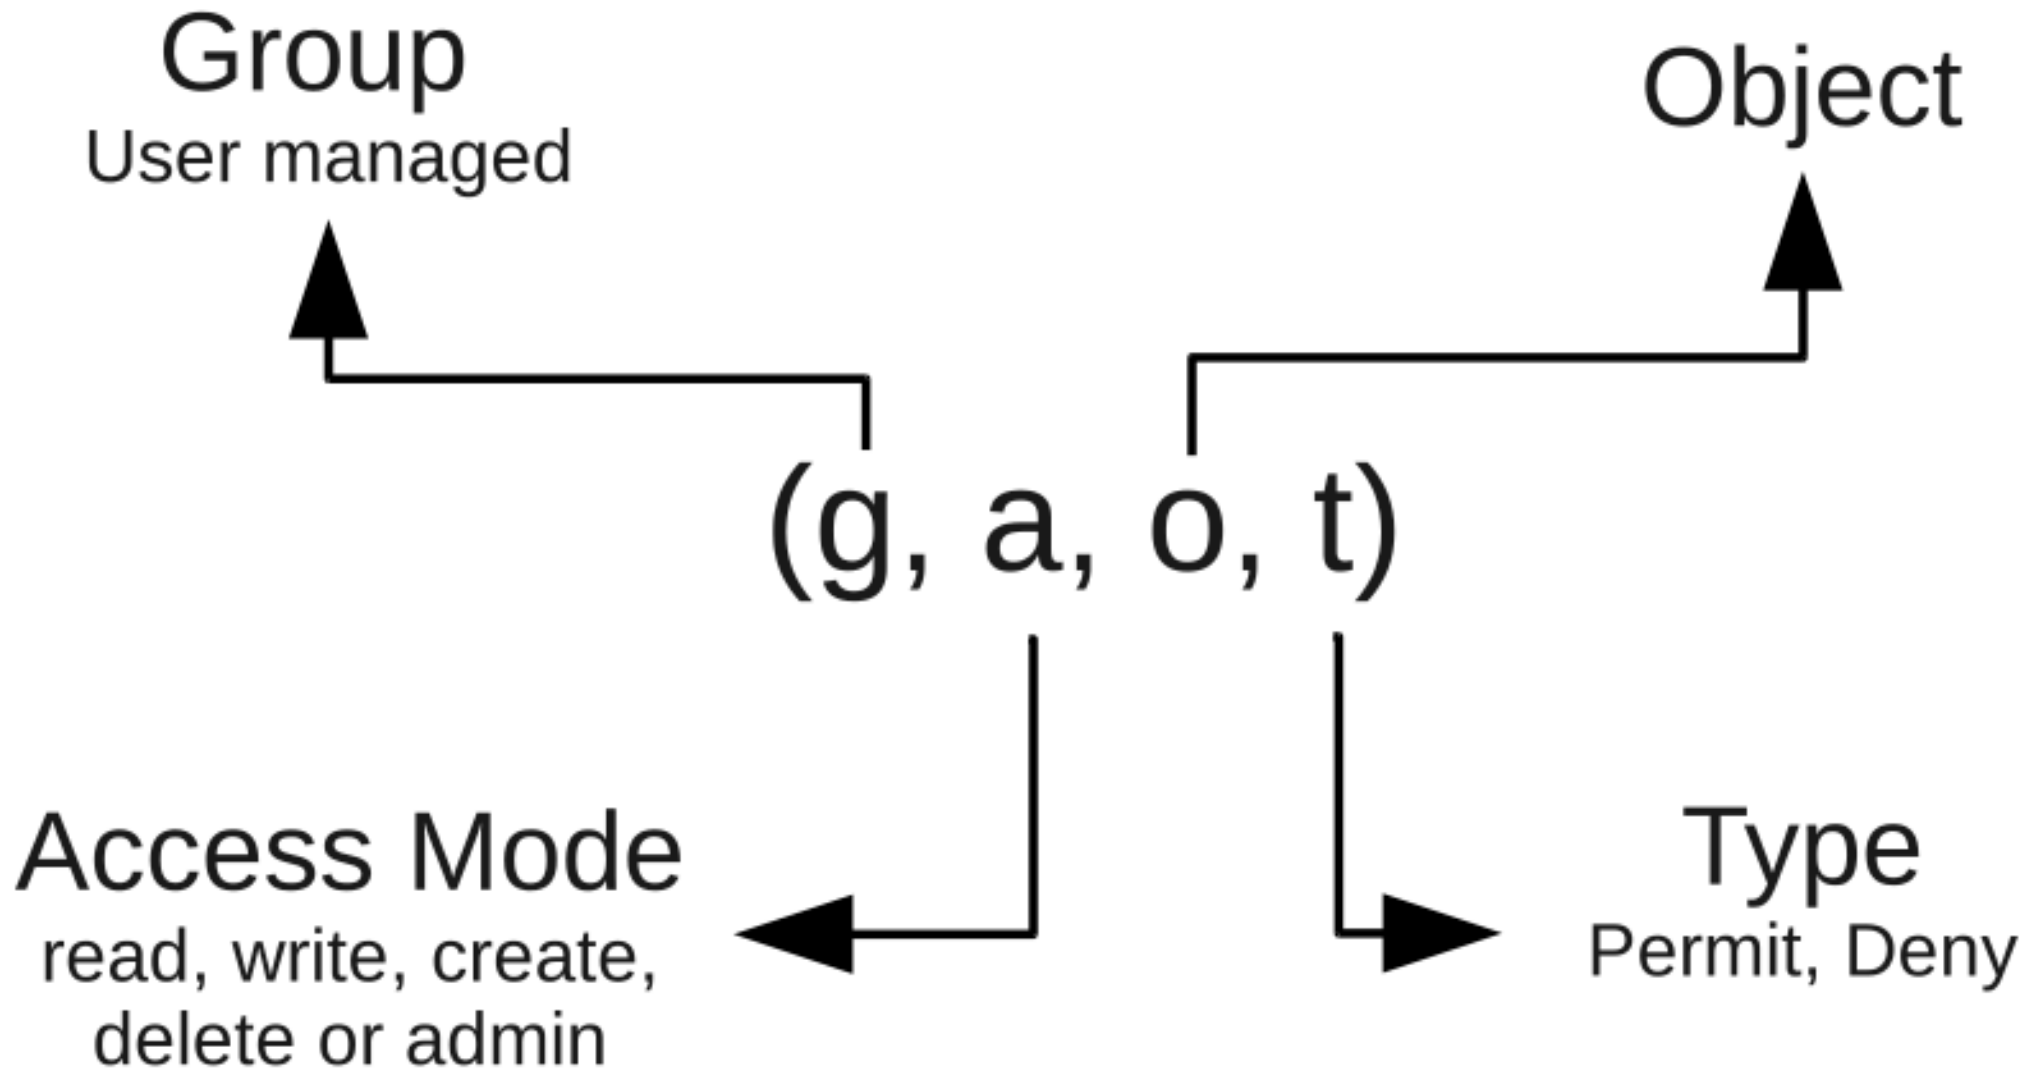 Group
User managed
Object
(g, a, o, t)
Access Mode
read, write, create,
delete or admin
Type
Permit, Deny